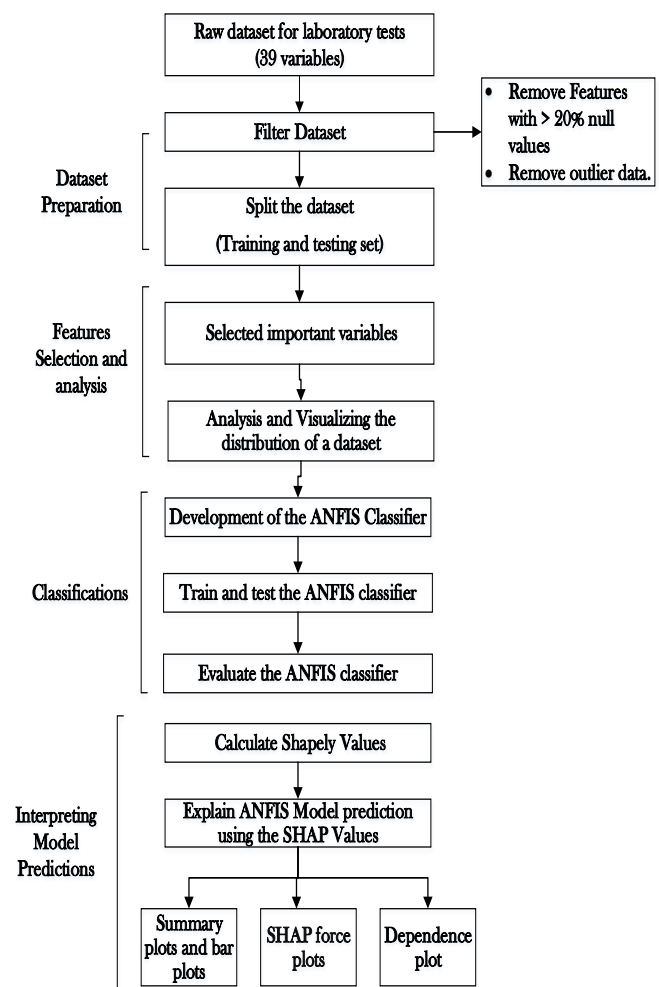 Raw dataset for laboratory tests
(39 variables)
Filter Dataset
• Remove Features
with > 20% null
values
• Remove outlier data.
Dataset
Preparation
Split the dataset
(Training and testing set)
Features
Selection and
analysis
Selected important variables
Analysis and Visualizing the
distribution of a dataset
Classifications
Development of the ANFIS Classifier
Train and test the ANFIS classifier
Evaluate the ANFIS classifier
Interpreting
Model
Predictions
Calculate Shapely Values
Explain ANFIS Model prediction
using the SHAP Values
Summary
plots and bar
plots
SHAP force
plots
Dependence
plot